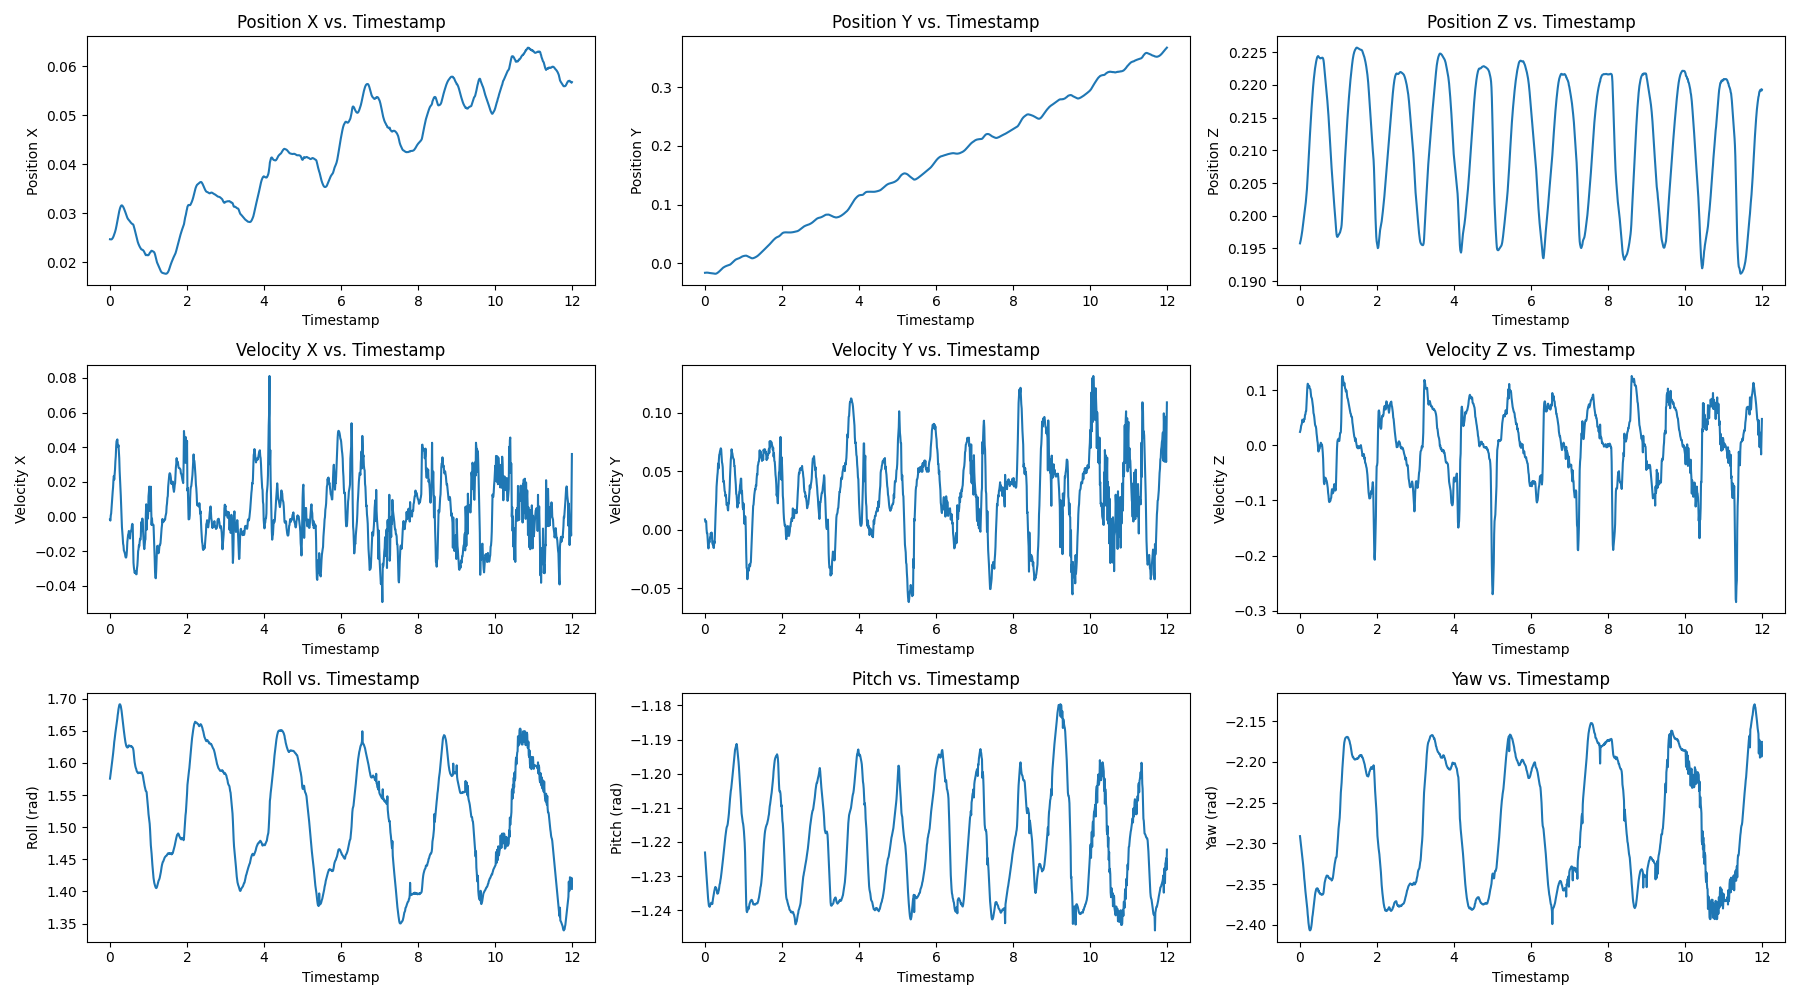 Position X vs. Timestamp
Position X
0.06
0.05
0.04
0.03
0.02
0 2 4 6 8 10 12
Timestamp
Position Y vs. Timestamp
Position Y
0.3
0.2
0.1
0.0
0 2 4 6 8 10 12
Timestamp
Position Z vs. Timestamp
Position Z
0.225
0.220
0.215
0.210
0.205
0.200
0.195
0.190
0 2 4 6 8 10 12
Timestamp
Velocity X vs. Timestamp
Velocity X
0.08
0.06
0.04
0.02
0.00
−0.02
−0.04
0 2 4 6 8 10 12
Timestamp
Velocity Y vs. Timestamp
Velocity Y
0.10
0.05
0.00
−0.05
0 2 4 6 8 10 12
Timestamp
Velocity Z vs. Timestamp
Velocity Z
0.1
0.0
−0.1
−0.2
−0.3
0 2 4 6 8 10 12
Timestamp
Roll vs. Timestamp
Roll (rad)
1.70
1.65
1.60
1.55
1.50
1.45
1.40
1.35
0 2 4 6 8 10 12
Timestamp
Pitch vs. Timestamp
Pitch (rad)
−1.18
−1.19
−1.20
−1.21
−1.22
−1.23
−1.24
0 2 4 6 8 10 12
Timestamp
Yaw vs. Timestamp
Yaw (rad)
−2.15
−2.20
−2.25
−2.30
−2.35
−2.40
0 2 4 6 8 10 12
Timestamp